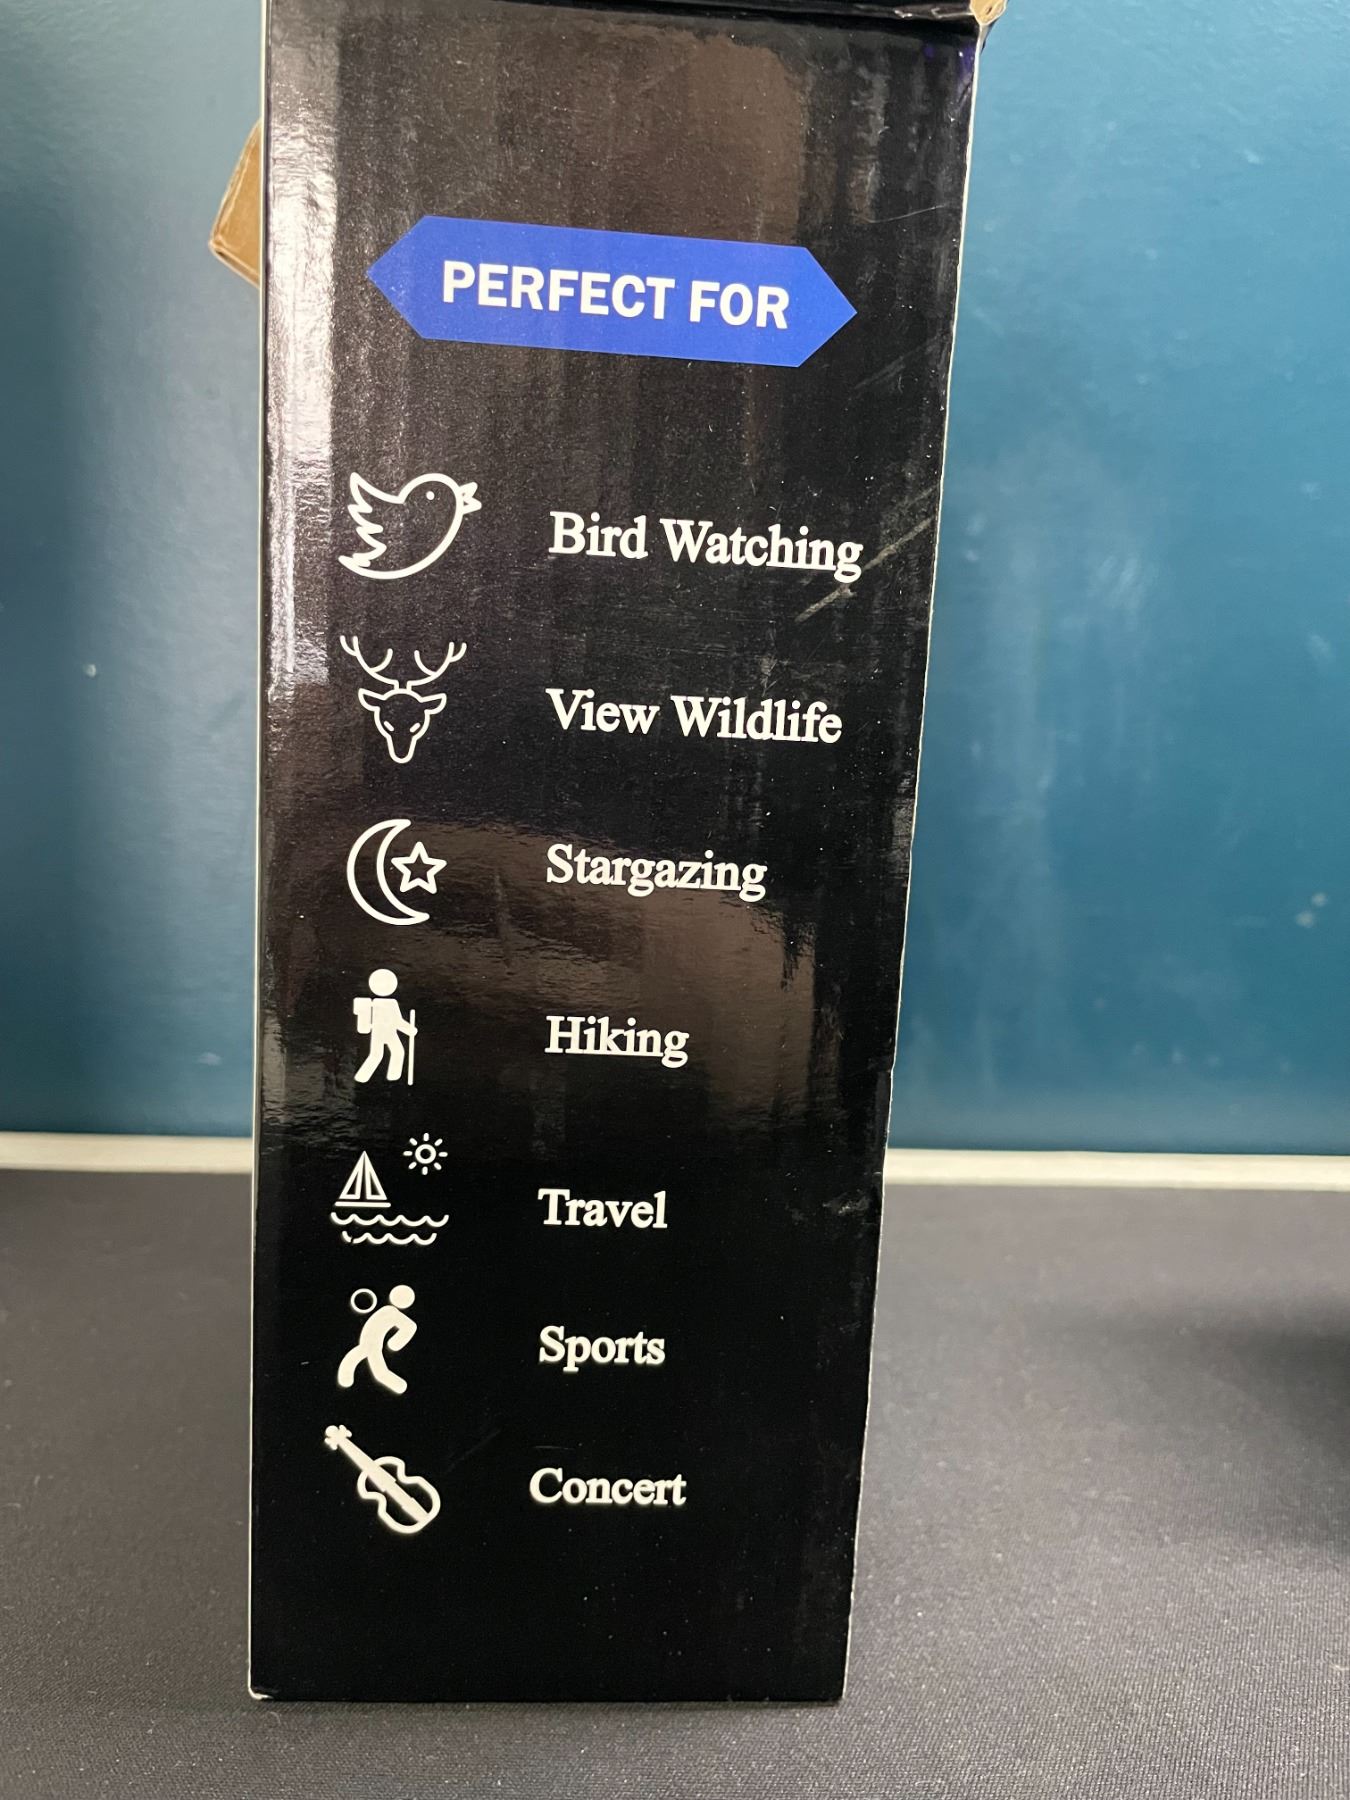 PERFECT FOR
Bird Watching
View Wildlife
Stargazing
Hiking
Travel
Sports
Concert